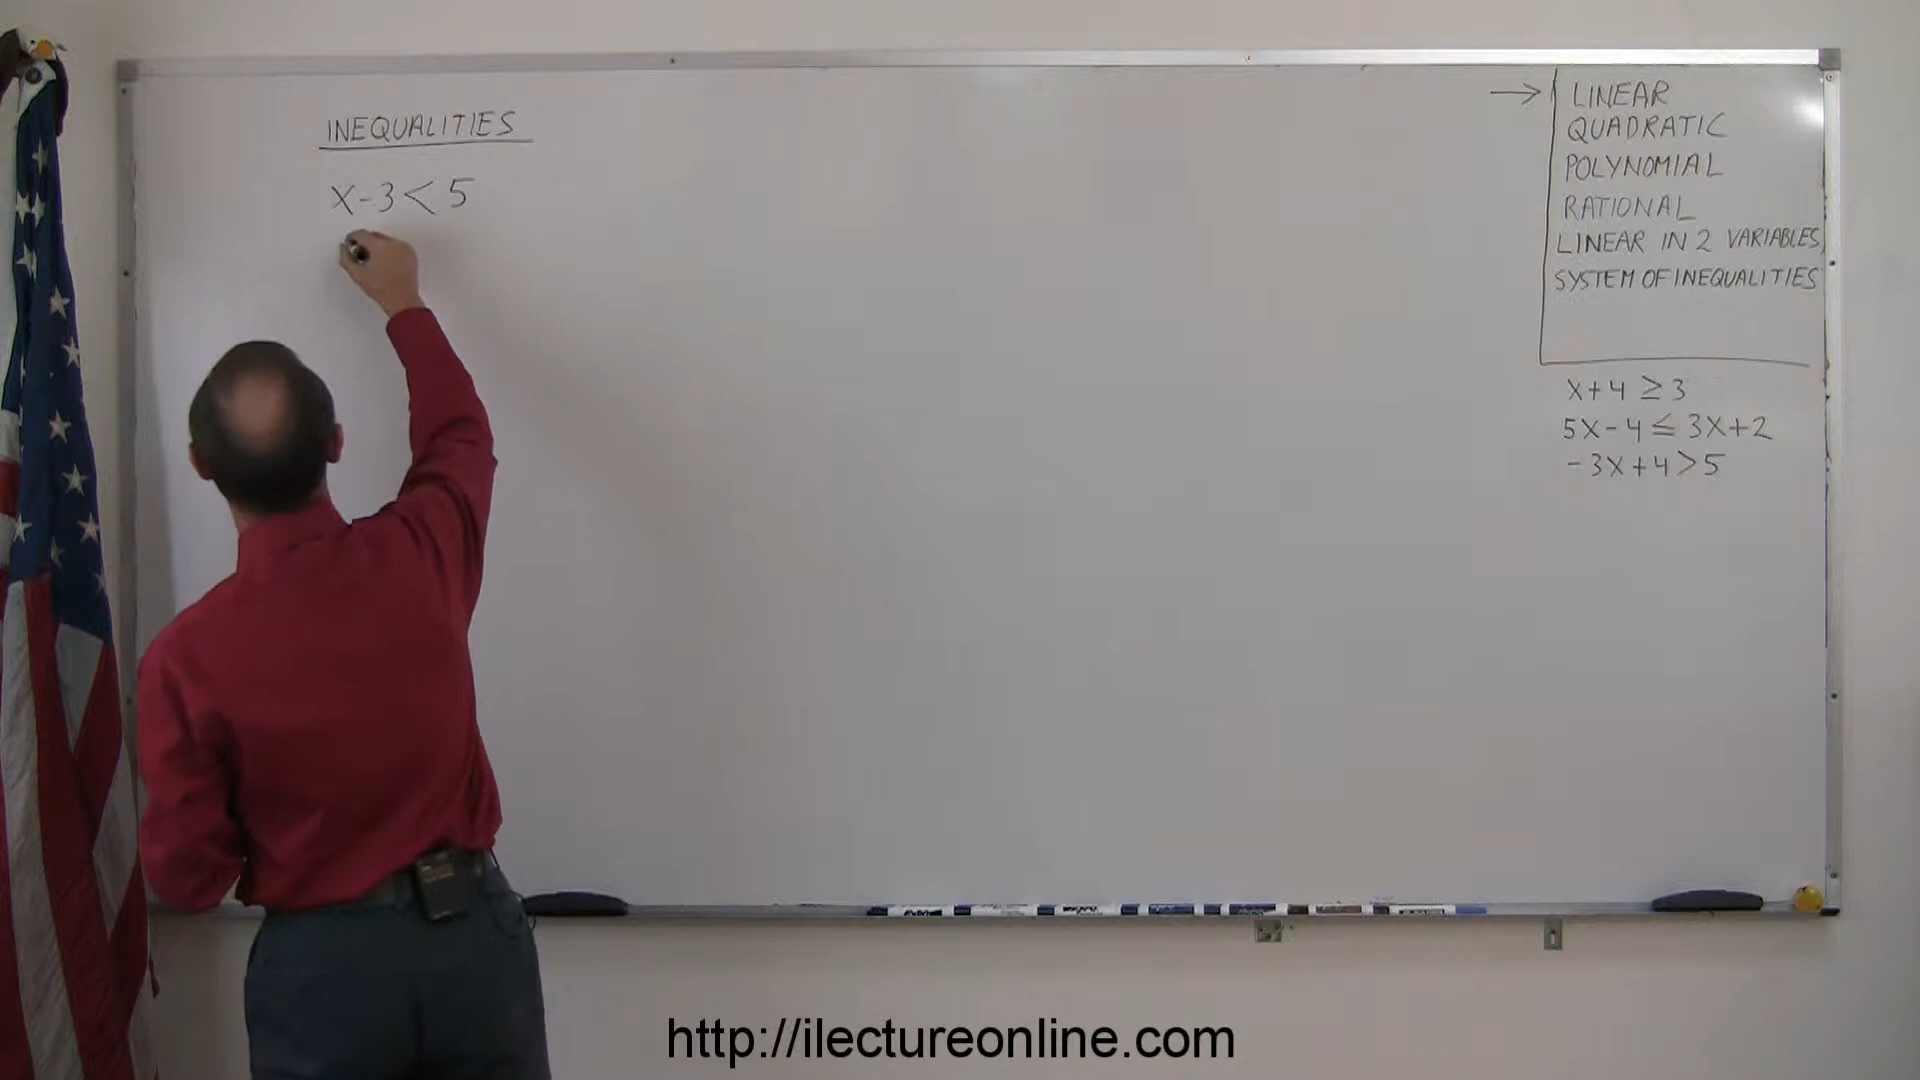 INEQUALITIES
x-3<5
→ LINEAR
QUADRATIC
POLYNOMIAL
RATIONAL
LINEAR IN 2 VARIABLES
SYSTEM OF INEQUALITIES
x+4 ≥ 3
5x-4 ≤ 3x+2
-3x+4>5
http://ilectureonline.com